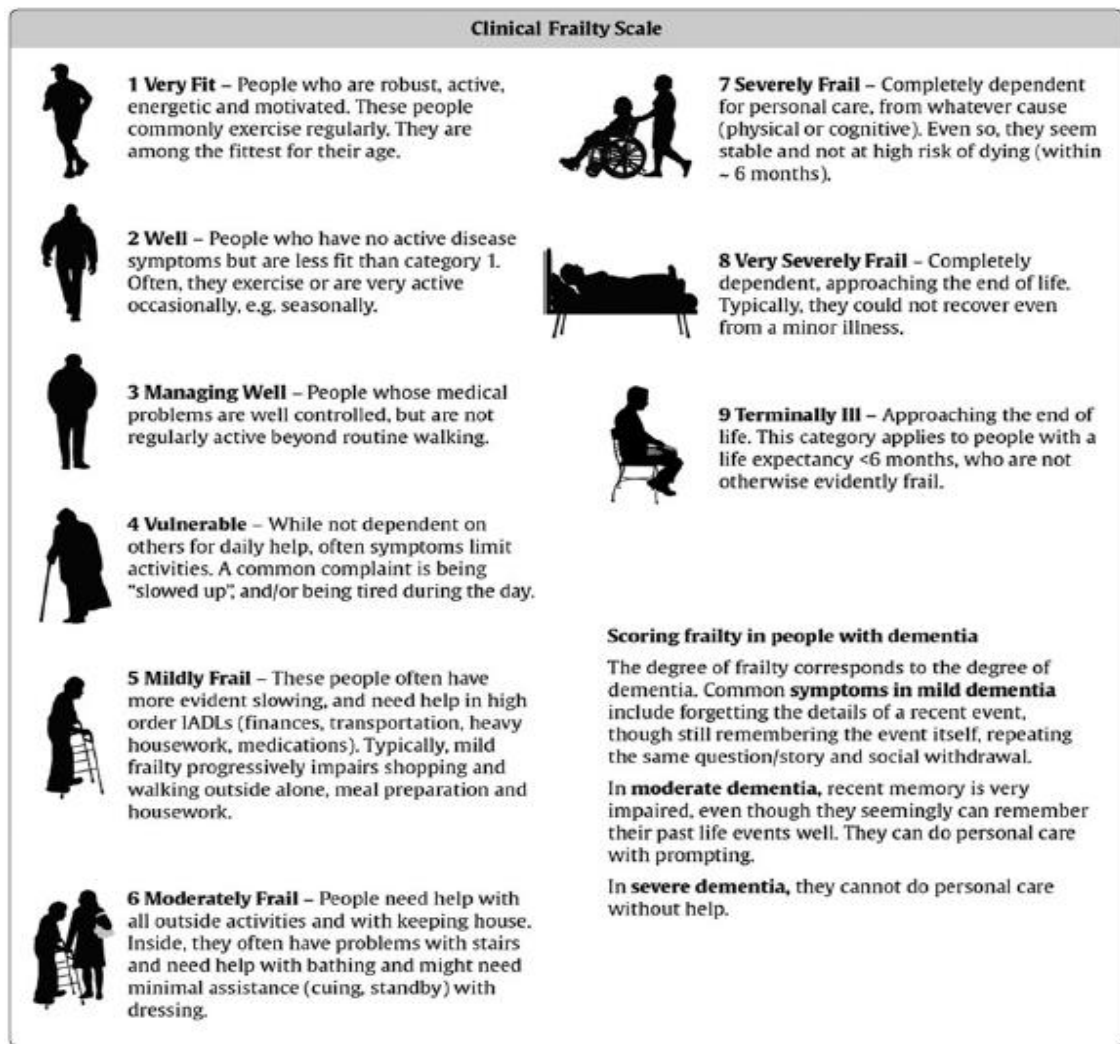 Clinical Frailty Scale
1 Very Fit – People who are robust, active,
energetic and motivated. These people
commonly exercise regularly. They are
among the fittest for their age.
2 Well – People who have no active disease
symptoms but are less fit than category 1.
Often, they exercise or are very active
occasionally, e.g. seasonally.
3 Managing Well – People whose medical
problems are well controlled, but are not
regularly active beyond routine walking.
4 Vulnerable – While not dependent on
others for daily help, often symptoms limit
activities. A common complaint is being
“slowed up”, and/or being tired during the day.
5 Mildly Frail – These people often have
more evident slowing, and need help in high
order IADLs (finances, transportation, heavy
housework, medications). Typically, mild
frailty progressively impairs shopping and
walking outside alone, meal preparation and
housework.
6 Moderately Frail – People need help with
all outside activities and with keeping house.
Inside, they often have problems with stairs
and need help with bathing and might need
minimal assistance (cuing, standby) with
dressing.
7 Severely Frail – Completely dependent
for personal care, from whatever cause
(physical or cognitive). Even so, they seem
stable and not at high risk of dying (within
~ 6 months).
8 Very Severely Frail – Completely
dependent, approaching the end of life.
Typically, they could not recover even
from a minor illness.
9 Terminally Ill – Approaching the end of
life. This category applies to people with a
life expectancy <6 months, who are not
otherwise evidently frail.
Scoring frailty in people with dementia
The degree of frailty corresponds to the degree of
dementia. Common symptoms in mild dementia
include forgetting the details of a recent event,
though still remembering the event itself, repeating
the same question/story and social withdrawal.
In moderate dementia, recent memory is very
impaired, even though they seemingly can remember
their past life events well. They can do personal care
with prompting.
In severe dementia, they cannot do personal care
without help.